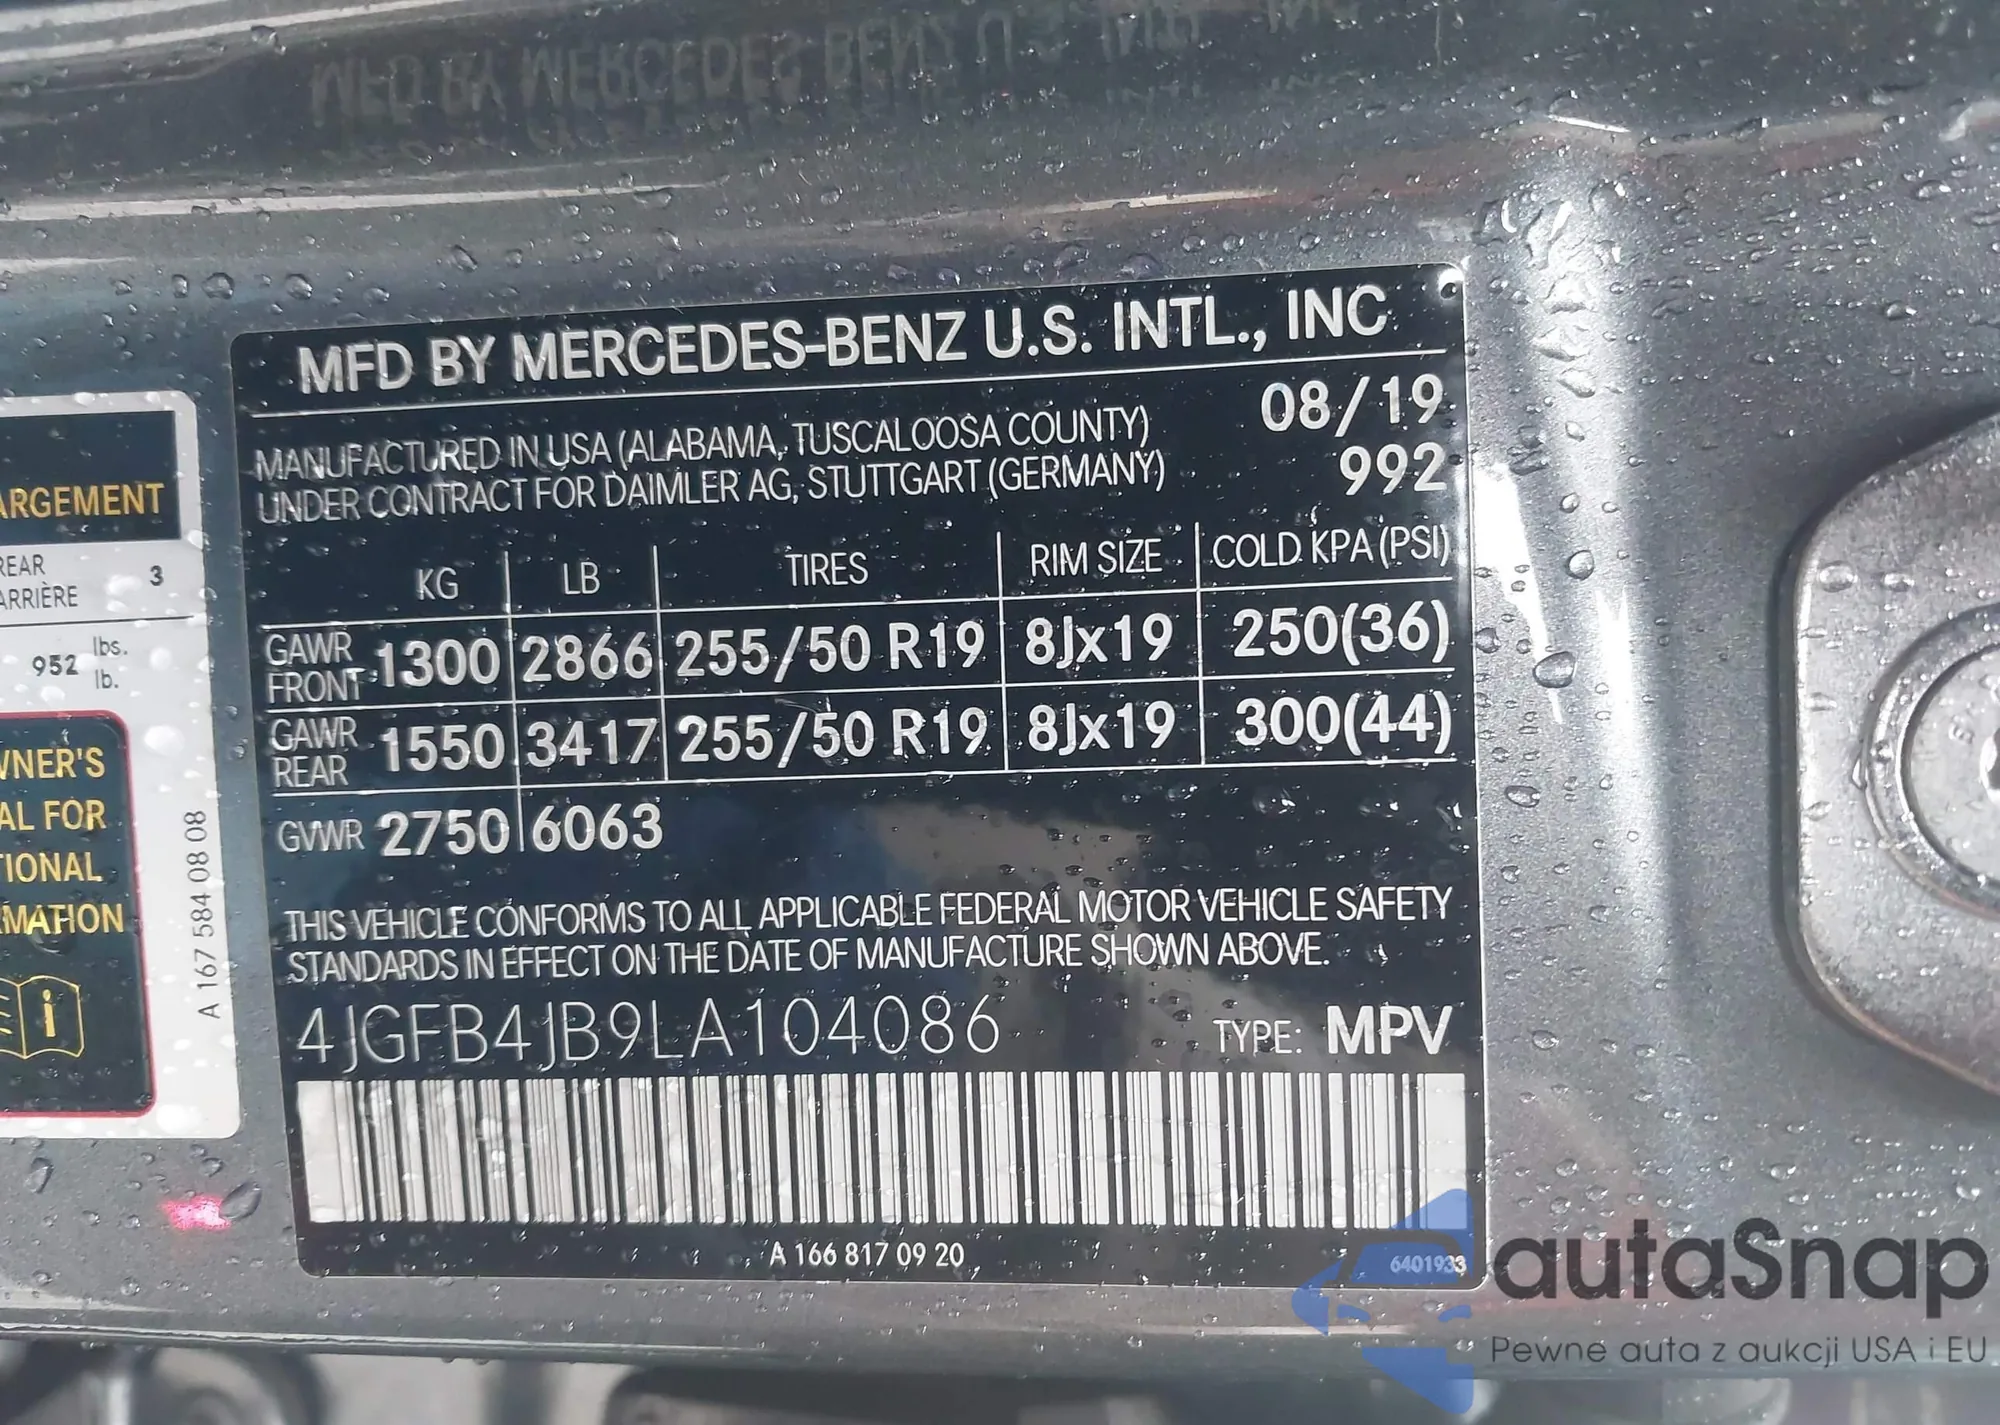 MFD BY MERCEDES-BENZ U.S. INTL., INC
MANUFACTURED IN USA (ALABAMA, TUSCALOOSA COUNTY) 08/19
UNDER CONTRACT FOR DAIMLER AG, STUTTGART (GERMANY) 992
KG LB TIRES RIM SIZE COLD KPA (PSI)
GAWR FRONT 1300 2866 255/50 R19 8Jx19 250(36)
GAWR REAR 1550 3417 255/50 R19 8Jx19 300(44)
GVWR 2750 6063
THIS VEHICLE CONFORMS TO ALL APPLICABLE FEDERAL MOTOR VEHICLE SAFETY
STANDARDS IN EFFECT ON THE DATE OF MANUFACTURE SHOWN ABOVE.
4JGFB4JB9LA104086 TYPE: MPV
A 166 817 09 20 6401933
ARGEMENT
REAR
ARRIÈRE 3
952 lbs.
lb.
WNER'S
AL FOR
TIONAL
RMATION
i
A 167 584 08 08
autaSnap
Pewne auta z aukcji USA i EU